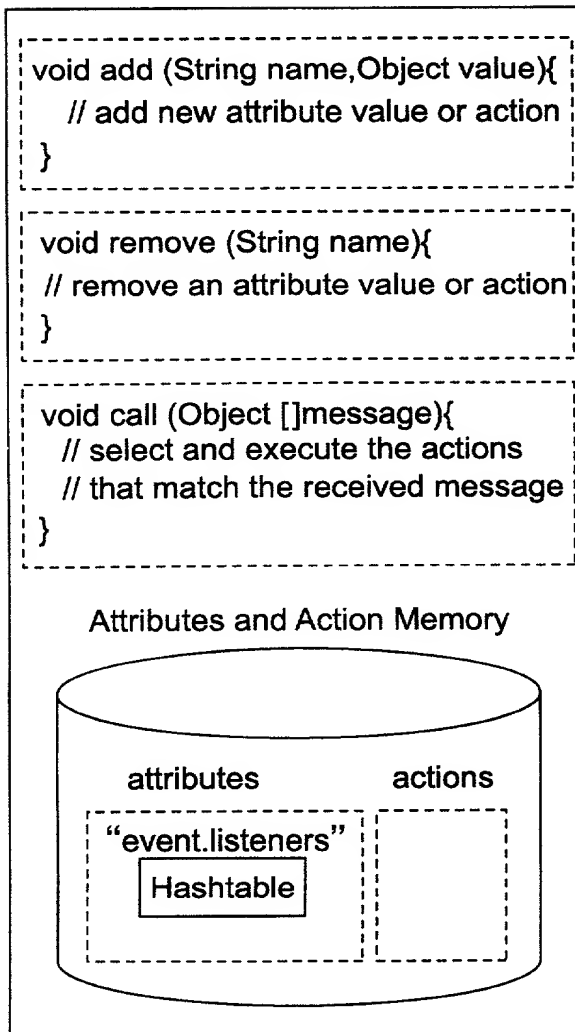 void add (String name,Object value){
// add new attribute value or action
}
void remove (String name){
// remove an attribute value or action
}
void call (Object []message){
// select and execute the actions
// that match the received message
}
Attributes and Action Memory
attributes actions
“event.listeners”
Hashtable